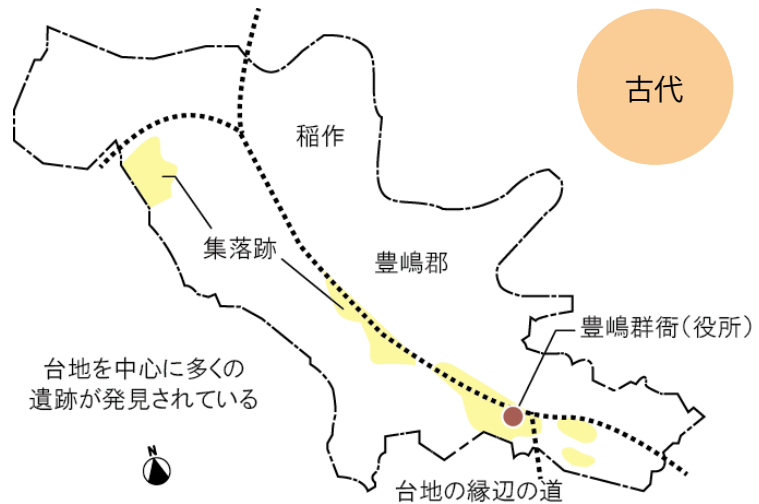 古代
稲作
集落跡
豊嶋郡
豊嶋群衙（役所）
台地を中心に多くの
遺跡が発見されている
N
台地の縁辺の道